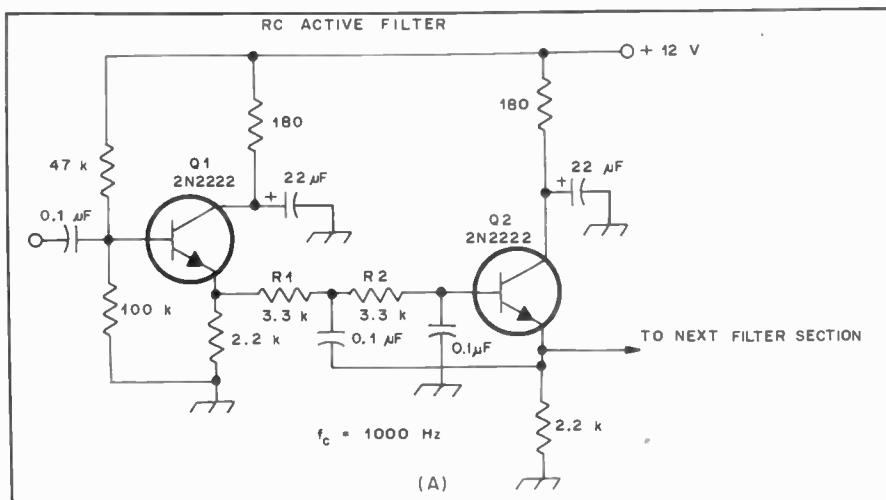 RC ACTIVE FILTER
+ 12 V
180
180
47 k
Q1
2N2222
22 µF
+
22 µF
+
0.1 µF
Q2
2N2222
R1
R2
3.3 k
3.3 k
100 k
2.2 k
0.1 µF
0.1µF
TO NEXT FILTER SECTION
2.2 k
fc = 1000 Hz
(A)